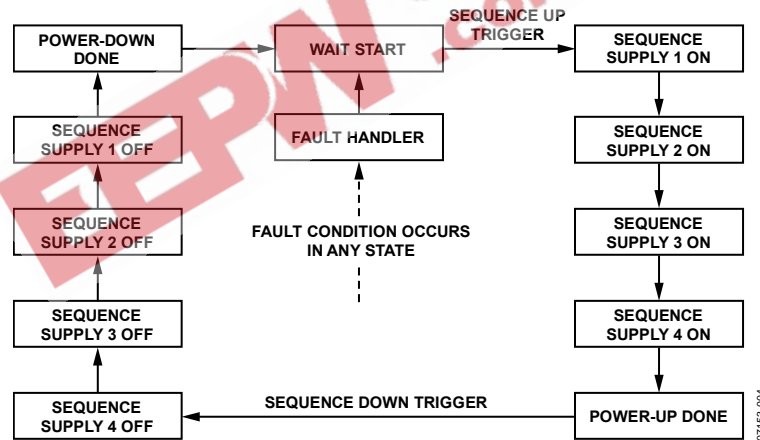 POWER-DOWN
DONE
WAIT START
SEQUENCE UP
TRIGGER
SEQUENCE
SUPPLY 1 ON
SEQUENCE
SUPPLY 1 OFF
FAULT HANDLER
SEQUENCE
SUPPLY 2 ON
SEQUENCE
SUPPLY 2 OFF
FAULT CONDITION OCCURS
IN ANY STATE
SEQUENCE
SUPPLY 3 ON
SEQUENCE
SUPPLY 3 OFF
SEQUENCE
SUPPLY 4 ON
SEQUENCE
SUPPLY 4 OFF
SEQUENCE DOWN TRIGGER
POWER-UP DONE
EEPW.com